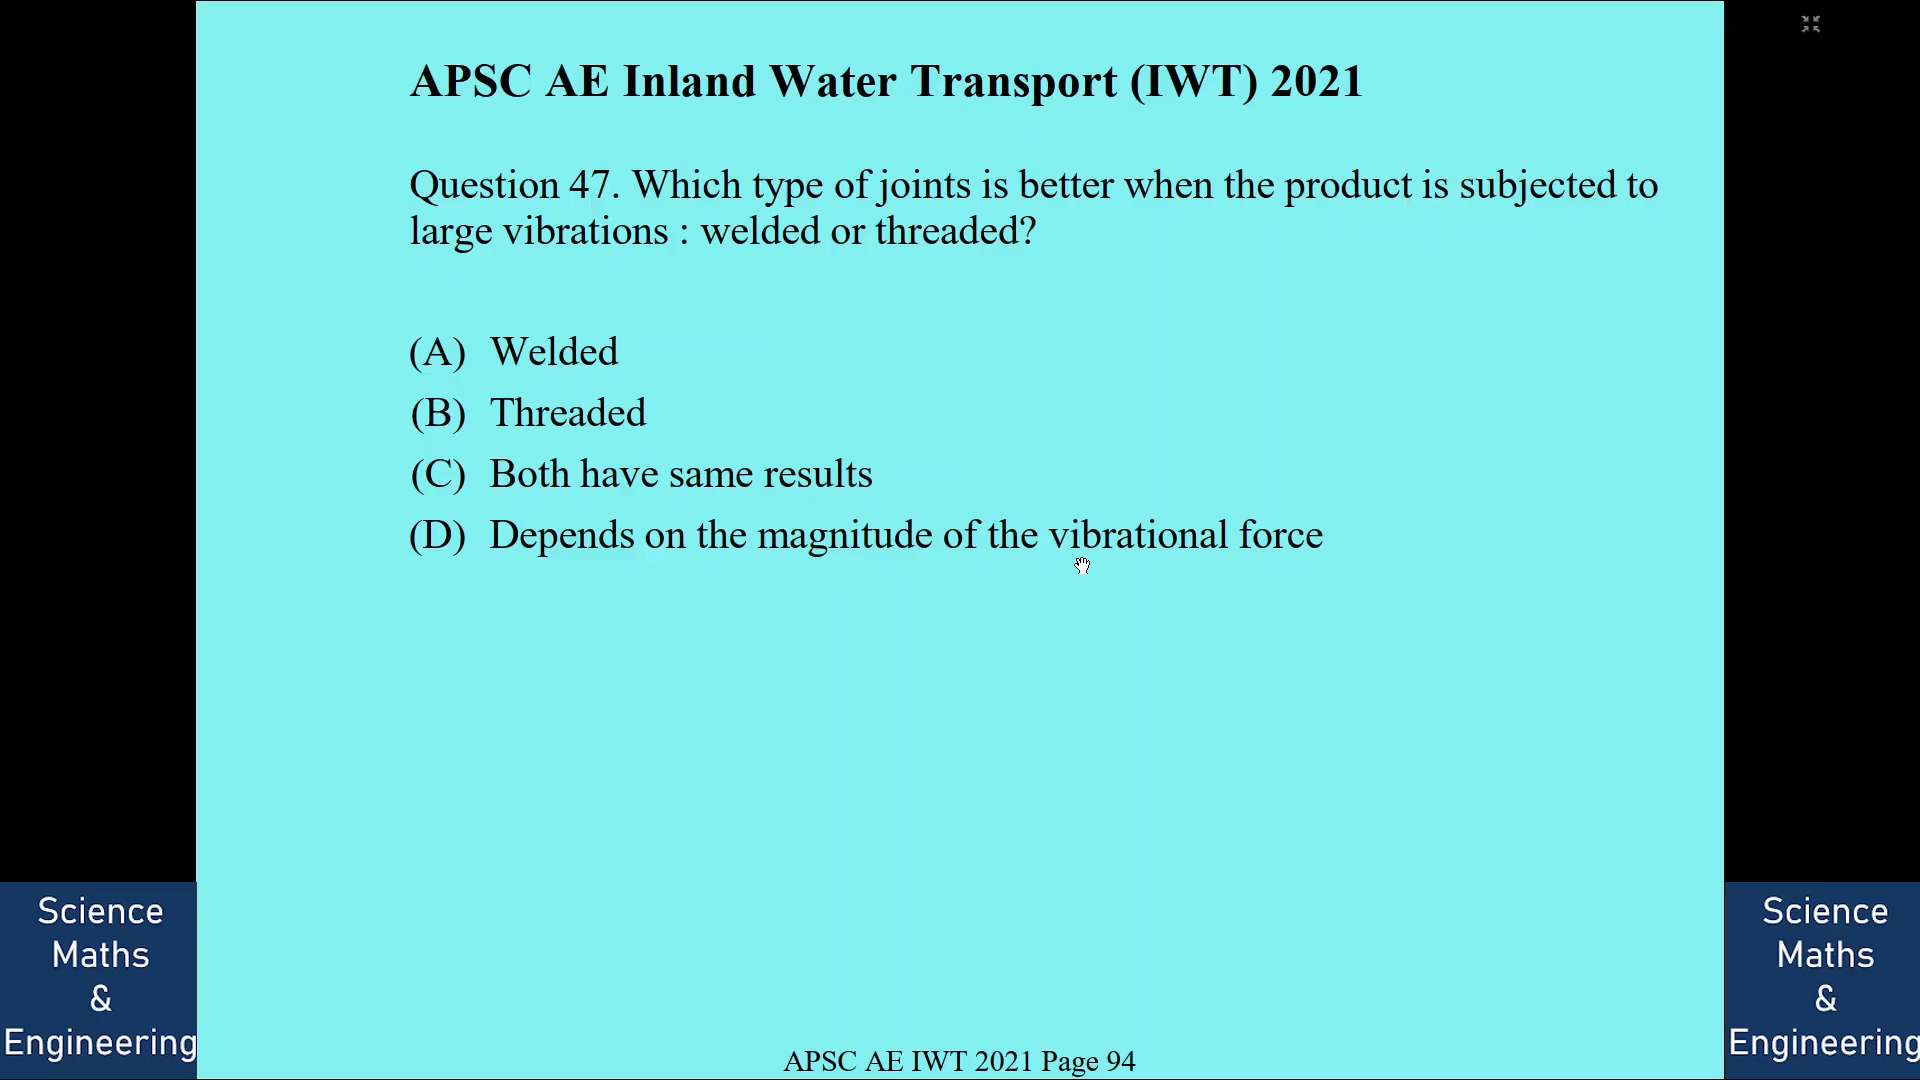 APSC AE Inland Water Transport (IWT) 2021
Question 47. Which type of joints is better when the product is subjected to
large vibrations : welded or threaded?
(A) Welded
(B) Threaded
(C) Both have same results
(D) Depends on the magnitude of the vibrational force
Science
Maths
&
Engineering
Science
Maths
&
Engineering
APSC AE IWT 2021 Page 94